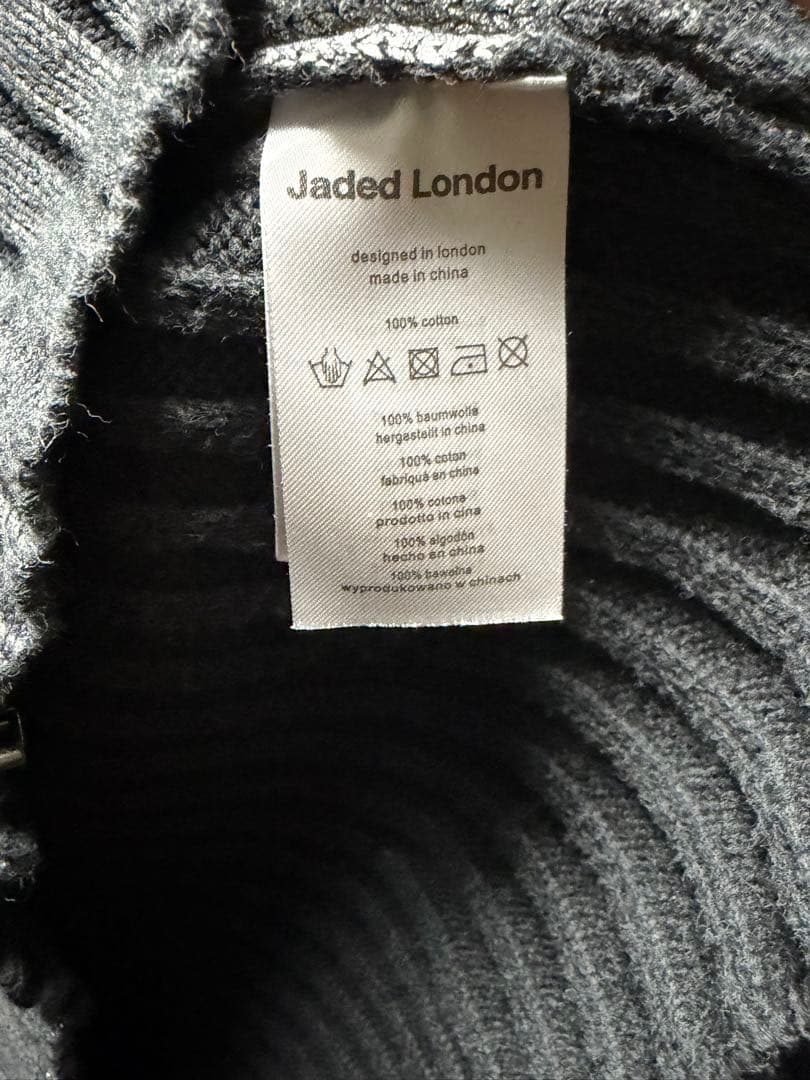 Jaded London
designed in london
made in china
100% cotton
100% baumwolle
hergestellt in china
100% coton
fabriqué en china
100% cotone
prodotto in cina
100% algodón
hecho en china
100% bawełna
wyprodukowano w chinach